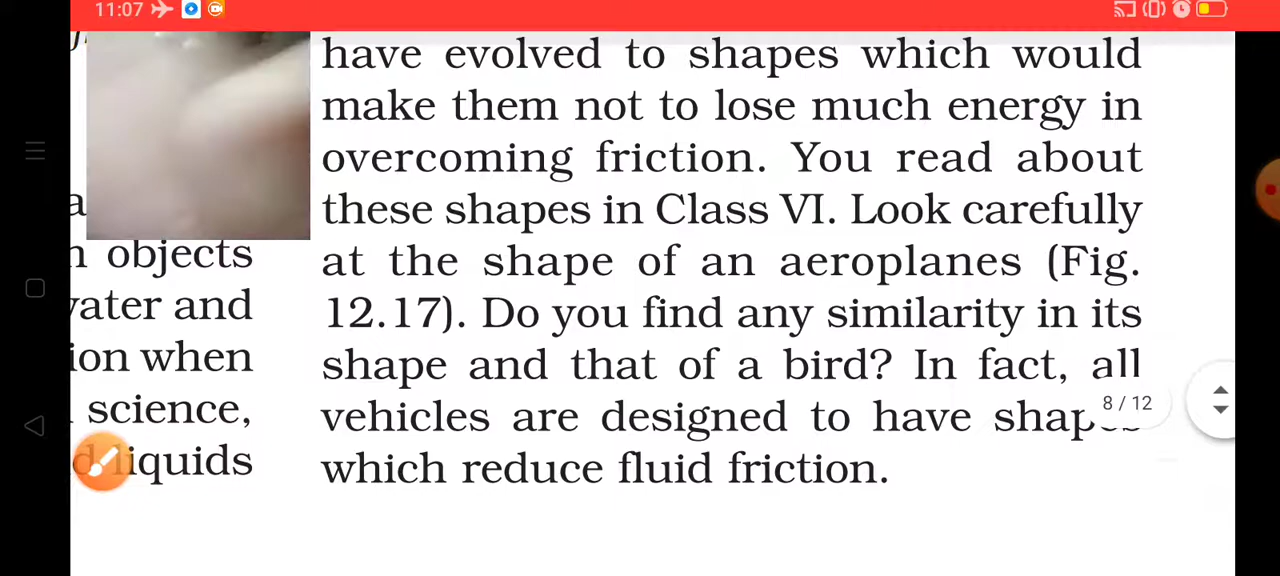 11:07
have evolved to shapes which would
make them not to lose much energy in
overcoming friction. You read about
these shapes in Class VI. Look carefully
at the shape of an aeroplanes (Fig.
12.17). Do you find any similarity in its
shape and that of a bird? In fact, all
vehicles are designed to have shapes
which reduce fluid friction.
objects
and
when
science,
liquids
8 / 12